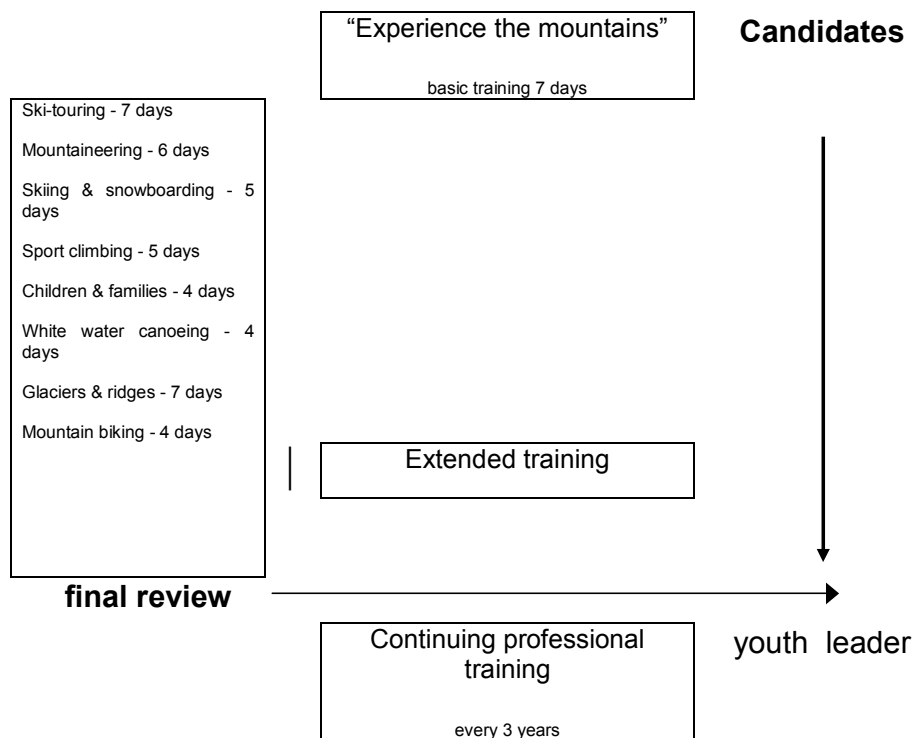 “Experience the mountains”
basic training 7 days
Candidates
Ski-touring - 7 days
Mountaineering - 6 days
Skiing & snowboarding - 5
days
Sport climbing - 5 days
Children & families - 4 days
White water canoeing - 4
days
Glaciers & ridges - 7 days
Mountain biking - 4 days
Extended training
final review
Continuing professional
training
every 3 years
youth leader